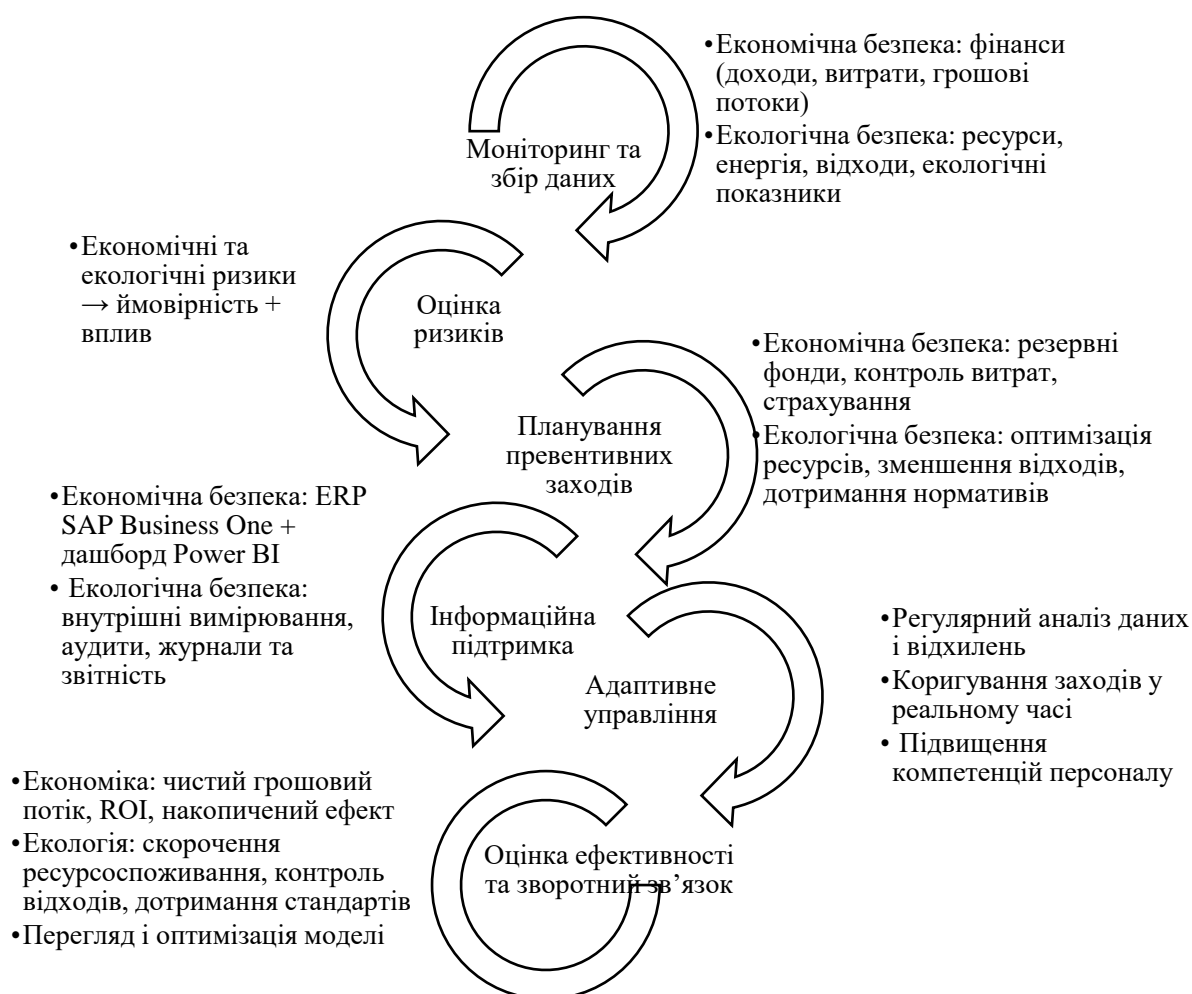 Моніторинг та
збір даних
•Економічна безпека: фінанси
(доходи, витрати, грошові
потоки)
•Екологічна безпека: ресурси,
енергія, відходи, екологічні
показники
Оцінка
ризиків
•Економічні та
екологічні ризики
→ ймовірність +
вплив
Планування
превентивних
заходів
•Економічна безпека: резервні
фонди, контроль витрат,
страхування
•Екологічна безпека: оптимізація
ресурсів, зменшення відходів,
дотримання нормативів
Інформаційна
підтримка
•Економічна безпека: ERP
SAP Business One +
дашборд Power BI
• Екологічна безпека:
внутрішні вимірювання,
аудити, журнали та
звітність
Адаптивне
управління
•Регулярний аналіз даних
і відхилень
•Коригування заходів у
реальному часі
• Підвищення
компетенцій персоналу
Оцінка ефективності
та зворотний зв’язок
•Економіка: чистий грошовий
потік, ROI, накопичений ефект
•Екологія: скорочення
ресурсоспоживання, контроль
відходів, дотримання стандартів
•Перегляд і оптимізація моделі